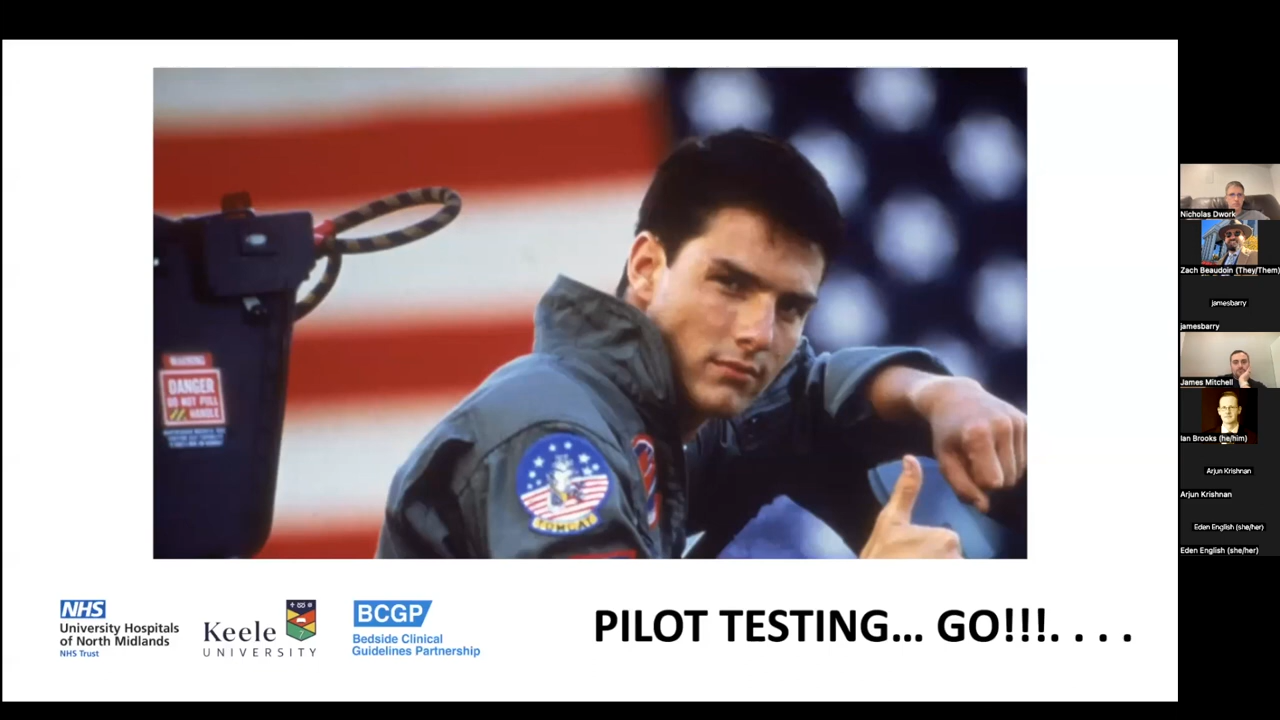 WARNING
DANGER
DO NOT PULL
HANDLE
TOMCAT
NHS
University Hospitals
of North Midlands
NHS Trust
Keele
UNIVERSITY
BCGP
Bedside Clinical
Guidelines Partnership
PILOT TESTING... GO!!!. . . .
Nicholas Dwork
Zach Beaudoin (They/Them)
jamesbarry
jamesbarry
James Mitchell
Ian Brooks (he/him)
Arjun Krishnan
Arjun Krishnan
Eden English (she/her)
Eden English (she/her)